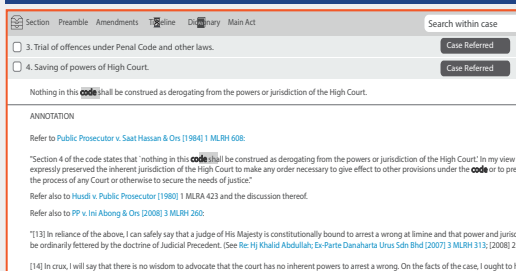 Section Preamble Amendments Timeline Dictionary Main Act
Search within case
3. Trial of offences under Penal Code and other laws.
Case Referred
4. Saving of powers of High Court.
Case Referred
Nothing in this code shall be construed as derogating from the powers or jurisdiction of the High Court.
ANNOTATION
Refer to Public Prosecutor v. Saat Hassan & Ors [1984] 1 MLRH 608:
"Section 4 of the code states that `nothing in this code shall be construed as derogating from the powers or jurisdiction of the High Court.' In my view
expressly preserved the inherent jurisdiction of the High Court to make any order necessary to give effect to other provisions under the code or to pre
the process of any Court or otherwise to secure the needs of justice."
Refer also to Husdi v. Public Prosecutor [1980] 1 MLRA 423 and the discussion thereof.
Refer also to PP v. Ini Abong & Ors [2008] 3 MLRH 260:
"[13] In reliance of the above, I can safely say that a judge of His Majesty is constitutionally bound to arrest a wrong at limine and that power and jurisc
be ordinarily fettered by the doctrine of Judicial Precedent. (See Re: Hj Khalid Abdullah; Ex-Parte Danaharta Urus Sdn Bhd [2007] 3 MLRH 313; [2008] 2
[14] In crux, I will say that there is no wisdom to advocate that the court has no inherent powers to arrest a wrong. On the facts of the case, I ought to h